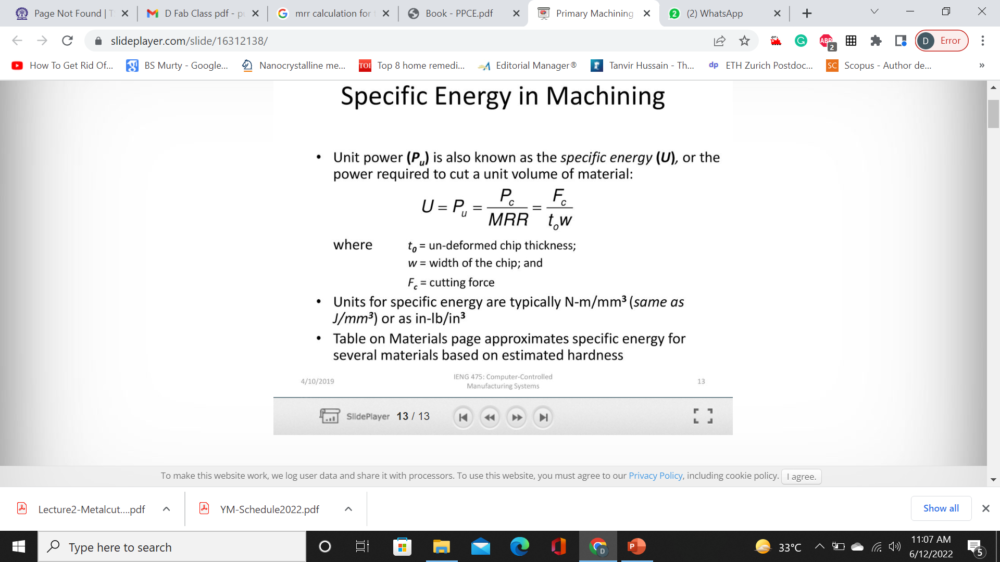 Page Not Found | T
D Fab Class pdf - pu
mrr calculation for t
Book - PPCE.pdf
Primary Machining
2 (2) WhatsApp
slideplayer.com/slide/16312138/
ABP 2
D Error
How To Get Rid Of...
BS Murty - Google...
Nanocrystalline me...
TOI Top 8 home remedi...
Editorial Manager®
Tanvir Hussain - Th...
dp ETH Zurich Postdoc...
SC Scopus - Author de...
»
Specific Energy in Machining
• Unit power (Pu) is also known as the specific energy (U), or the
power required to cut a unit volume of material:
U = Pu = Pc / MRR = Fc / tow
where t0 = un-deformed chip thickness;
w = width of the chip; and
Fc = cutting force
• Units for specific energy are typically N-m/mm³ (same as
J/mm³) or as in-lb/in³
• Table on Materials page approximates specific energy for
several materials based on estimated hardness
4/10/2019
IENG 475: Computer-Controlled
Manufacturing Systems
13
SlidePlayer 13 / 13
To make this website work, we log user data and share it with processors. To use this website, you must agree to our Privacy Policy, including cookie policy. I agree.
Lecture2-Metalcut....pdf
YM-Schedule2022.pdf
Show all
Type here to search
P
D
33°C
11:07 AM
6/12/2022
5